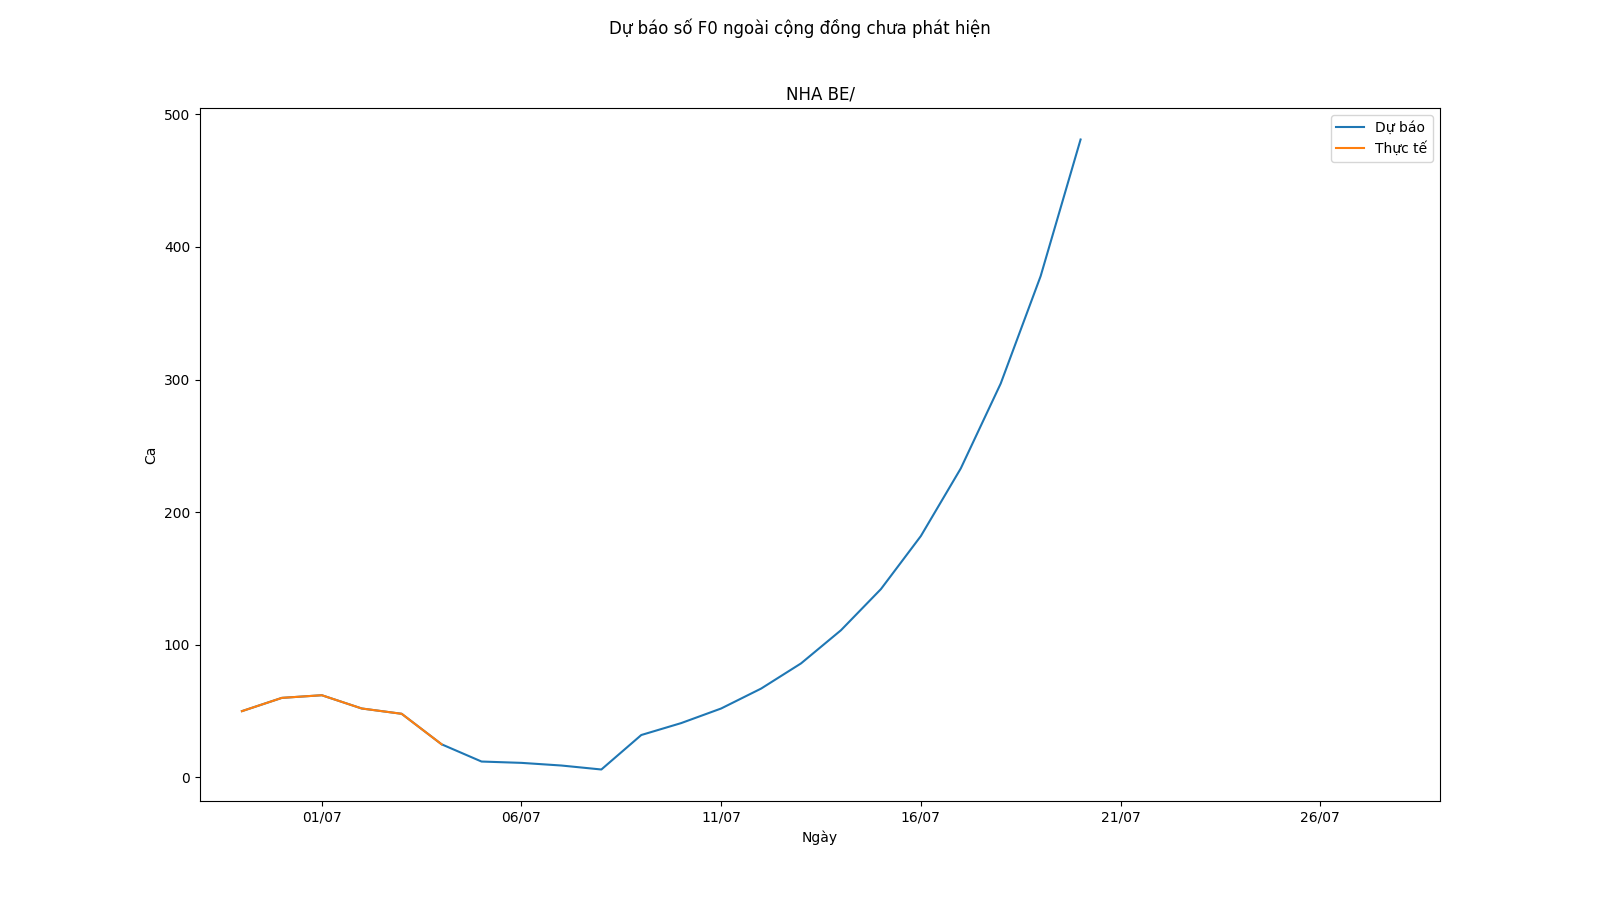 Dự báo số F0 ngoài cộng đồng chưa phát hiện
NHA BE/
500
400
300
200
100
0
Ca
Dự báo
Thực tế
01/07
06/07
11/07
16/07
21/07
26/07
Ngày